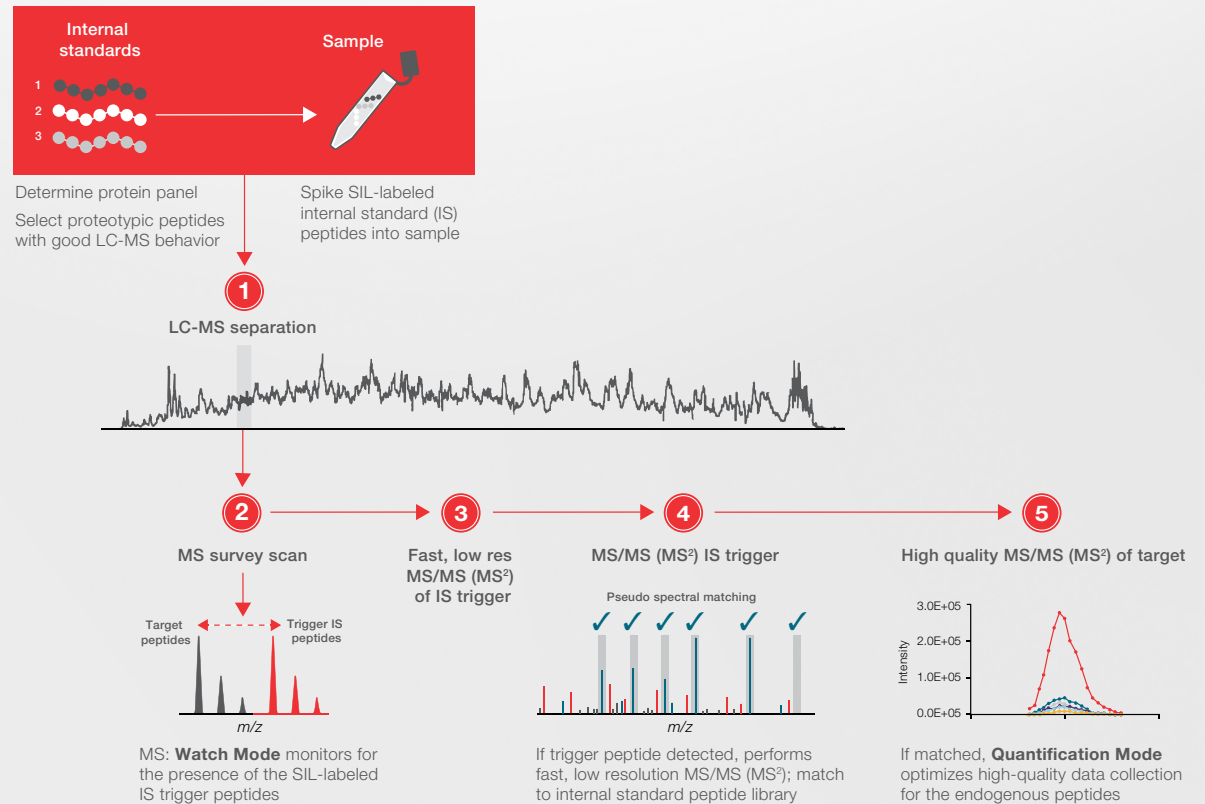 Internal
standards
Sample
1
2
3
Determine protein panel
Select proteotypic peptides
with good LC-MS behavior
Spike SIL-labeled
internal standard (IS)
peptides into sample
1
LC-MS separation
2
MS survey scan
3
Fast, low res
MS/MS (MS²)
of IS trigger
4
MS/MS (MS²) IS trigger
5
High quality MS/MS (MS²) of target
Target
peptides
Trigger IS
peptides
m/z
MS: Watch Mode monitors for
the presence of the SIL-labeled
IS trigger peptides
Pseudo spectral matching
m/z
If trigger peptide detected, performs
fast, low resolution MS/MS (MS²); match
to internal standard peptide library
Intensity
3.0E+05
2.0E+05
1.0E+05
0.0E+05
If matched, Quantification Mode
optimizes high-quality data collection
for the endogenous peptides